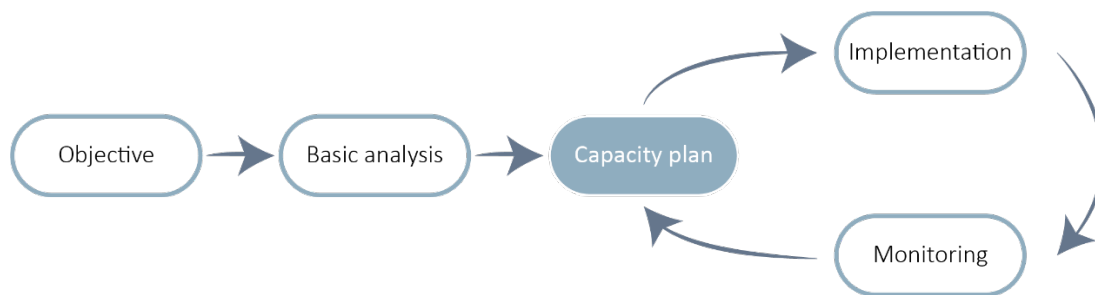 Objective
Basic analysis
Capacity plan
Implementation
Monitoring